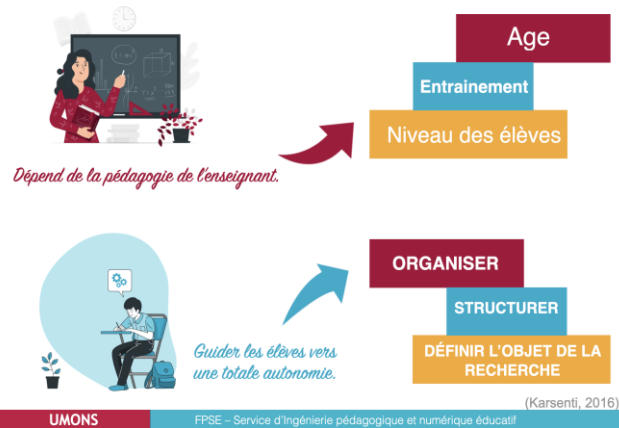 Age
Entrainement
Niveau des élèves
Dépend de la pédagogie de l'enseignant.
ORGANISER
STRUCTURER
DÉFINIR L'OBJET DE LA
RECHERCHE
Guider les élèves vers
une totale autonomie.
(Karsenti, 2016)
UMONS
FPSE – Service d'Ingénierie pédagogique et numérique éducatif